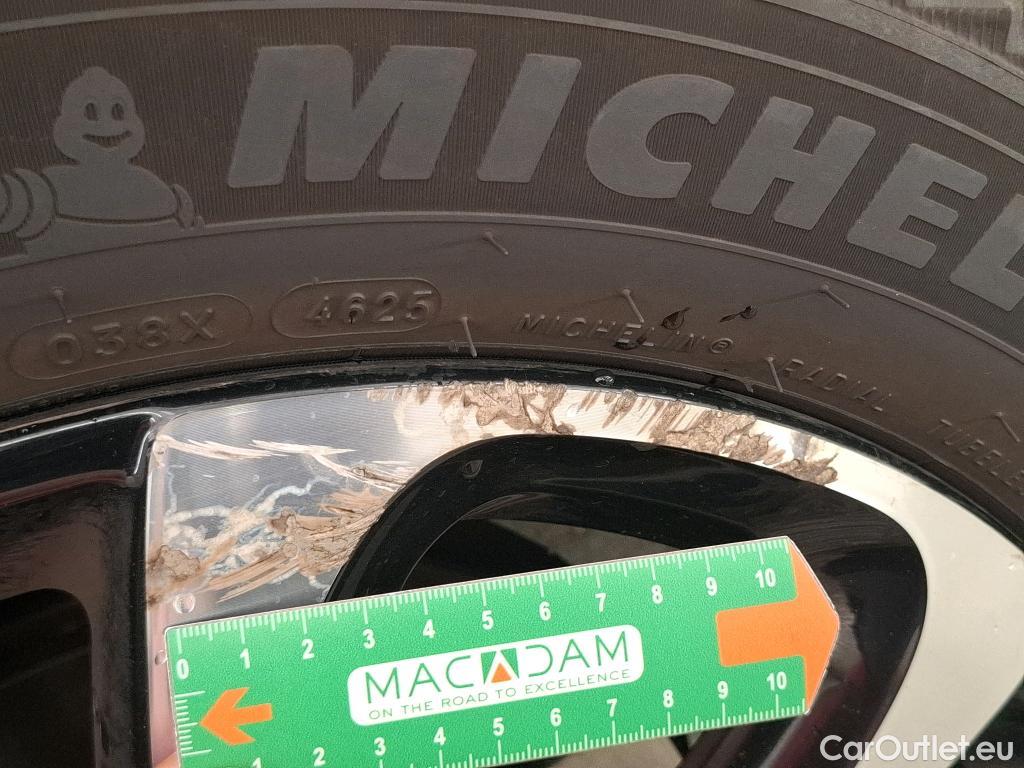 MICHEL
038X 4625 MICHELIN® RADIAL TUBELE
0 1 2 3 4 5 6 7 8 9 10
MACADAM
ON THE ROAD TO EXCELLENCE
1 2 3 4 5 6 7 8 9 10
CarOutlet.eu